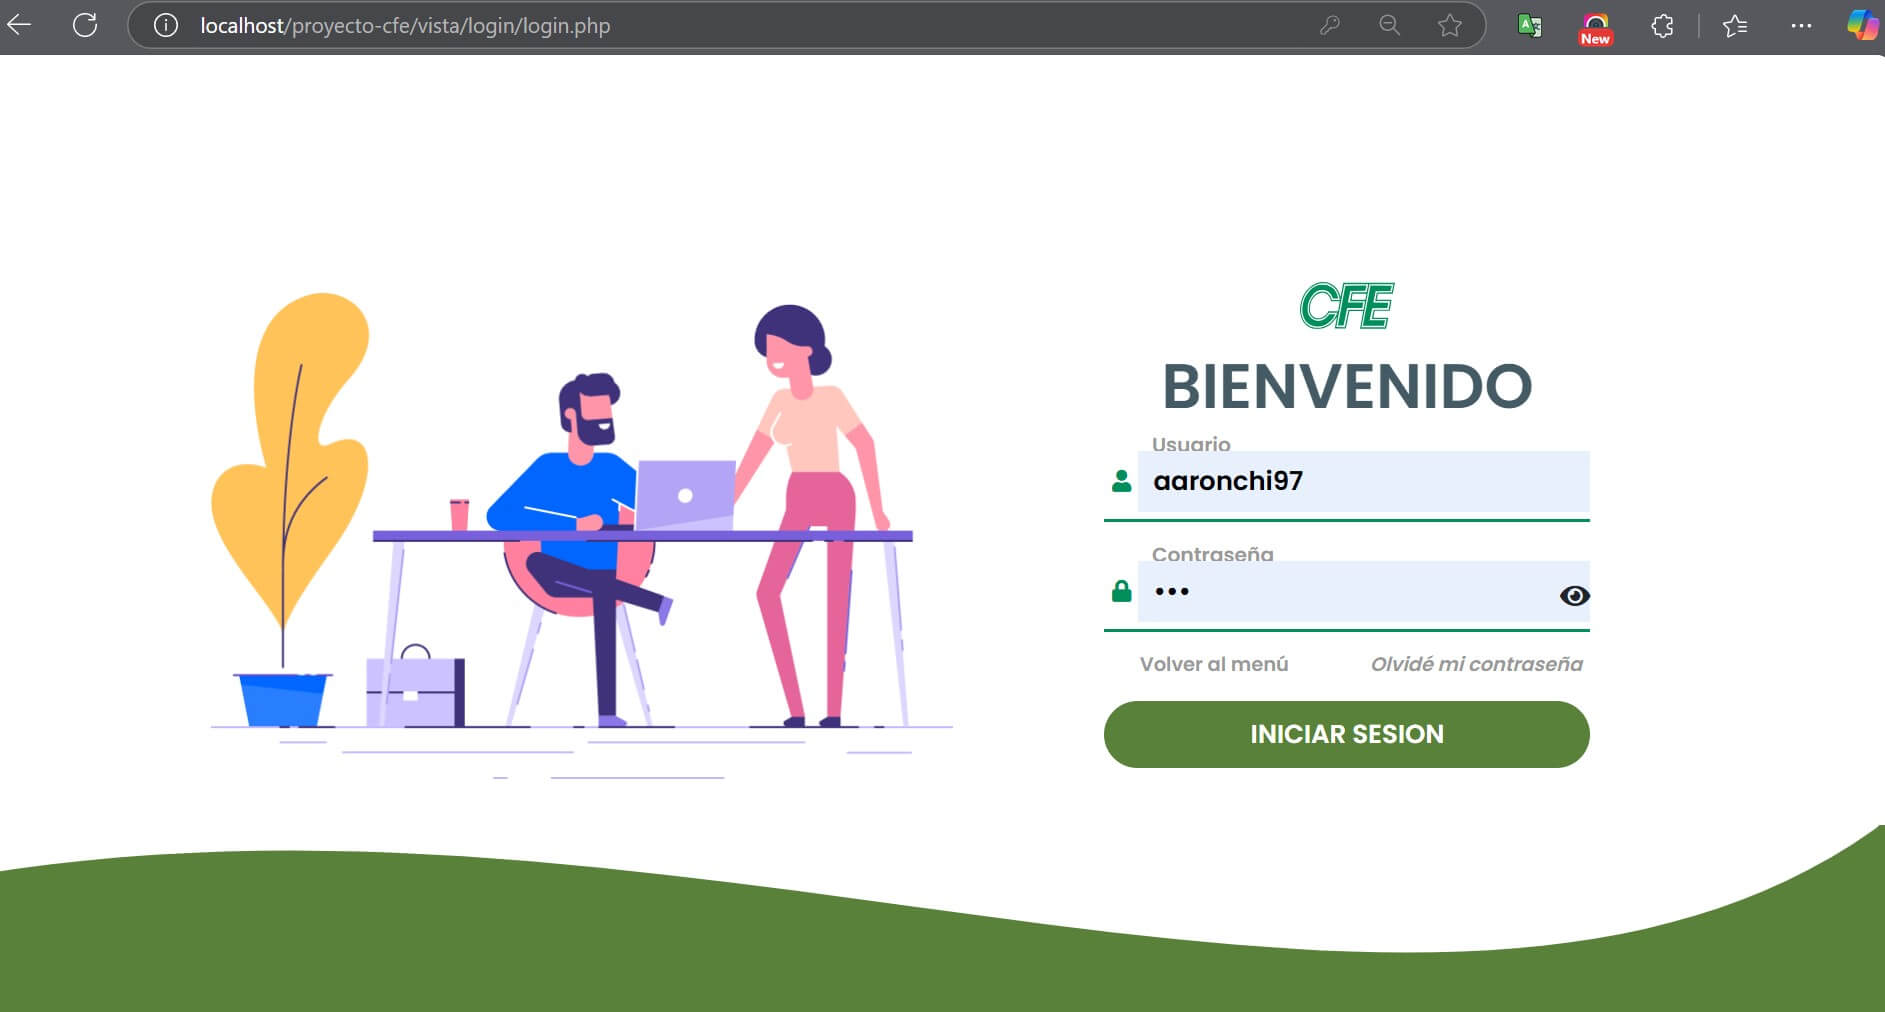 localhost/proyecto-cfe/vista/login/login.php
New
CFE
BIENVENIDO
Usuario
aaronchi97
Contraseña
•••
Volver al menú
Olvidé mi contraseña
INICIAR SESION